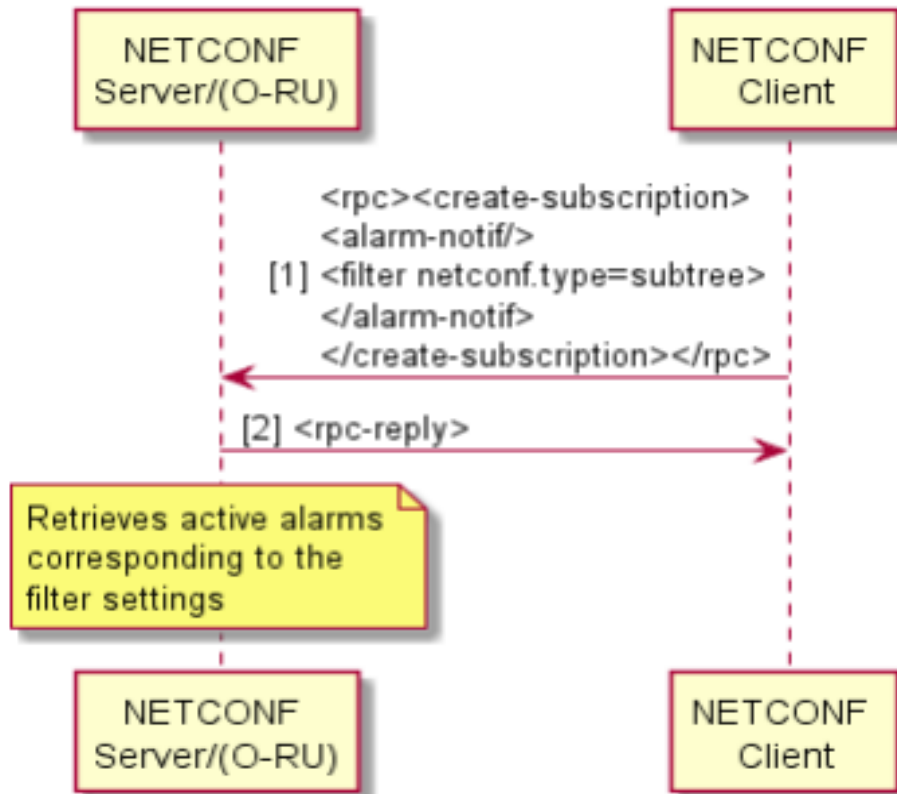 NETCONF
Server/(O-RU)
NETCONF
Client
<rpc><create-subscription>
<alarm-notif/>
[1] <filter netconf.type=subtree>
</alarm-notif>
</create-subscription></rpc>
[2] <rpc-reply>
Retrieves active alarms
corresponding to the
filter settings
NETCONF
Server/(O-RU)
NETCONF
Client